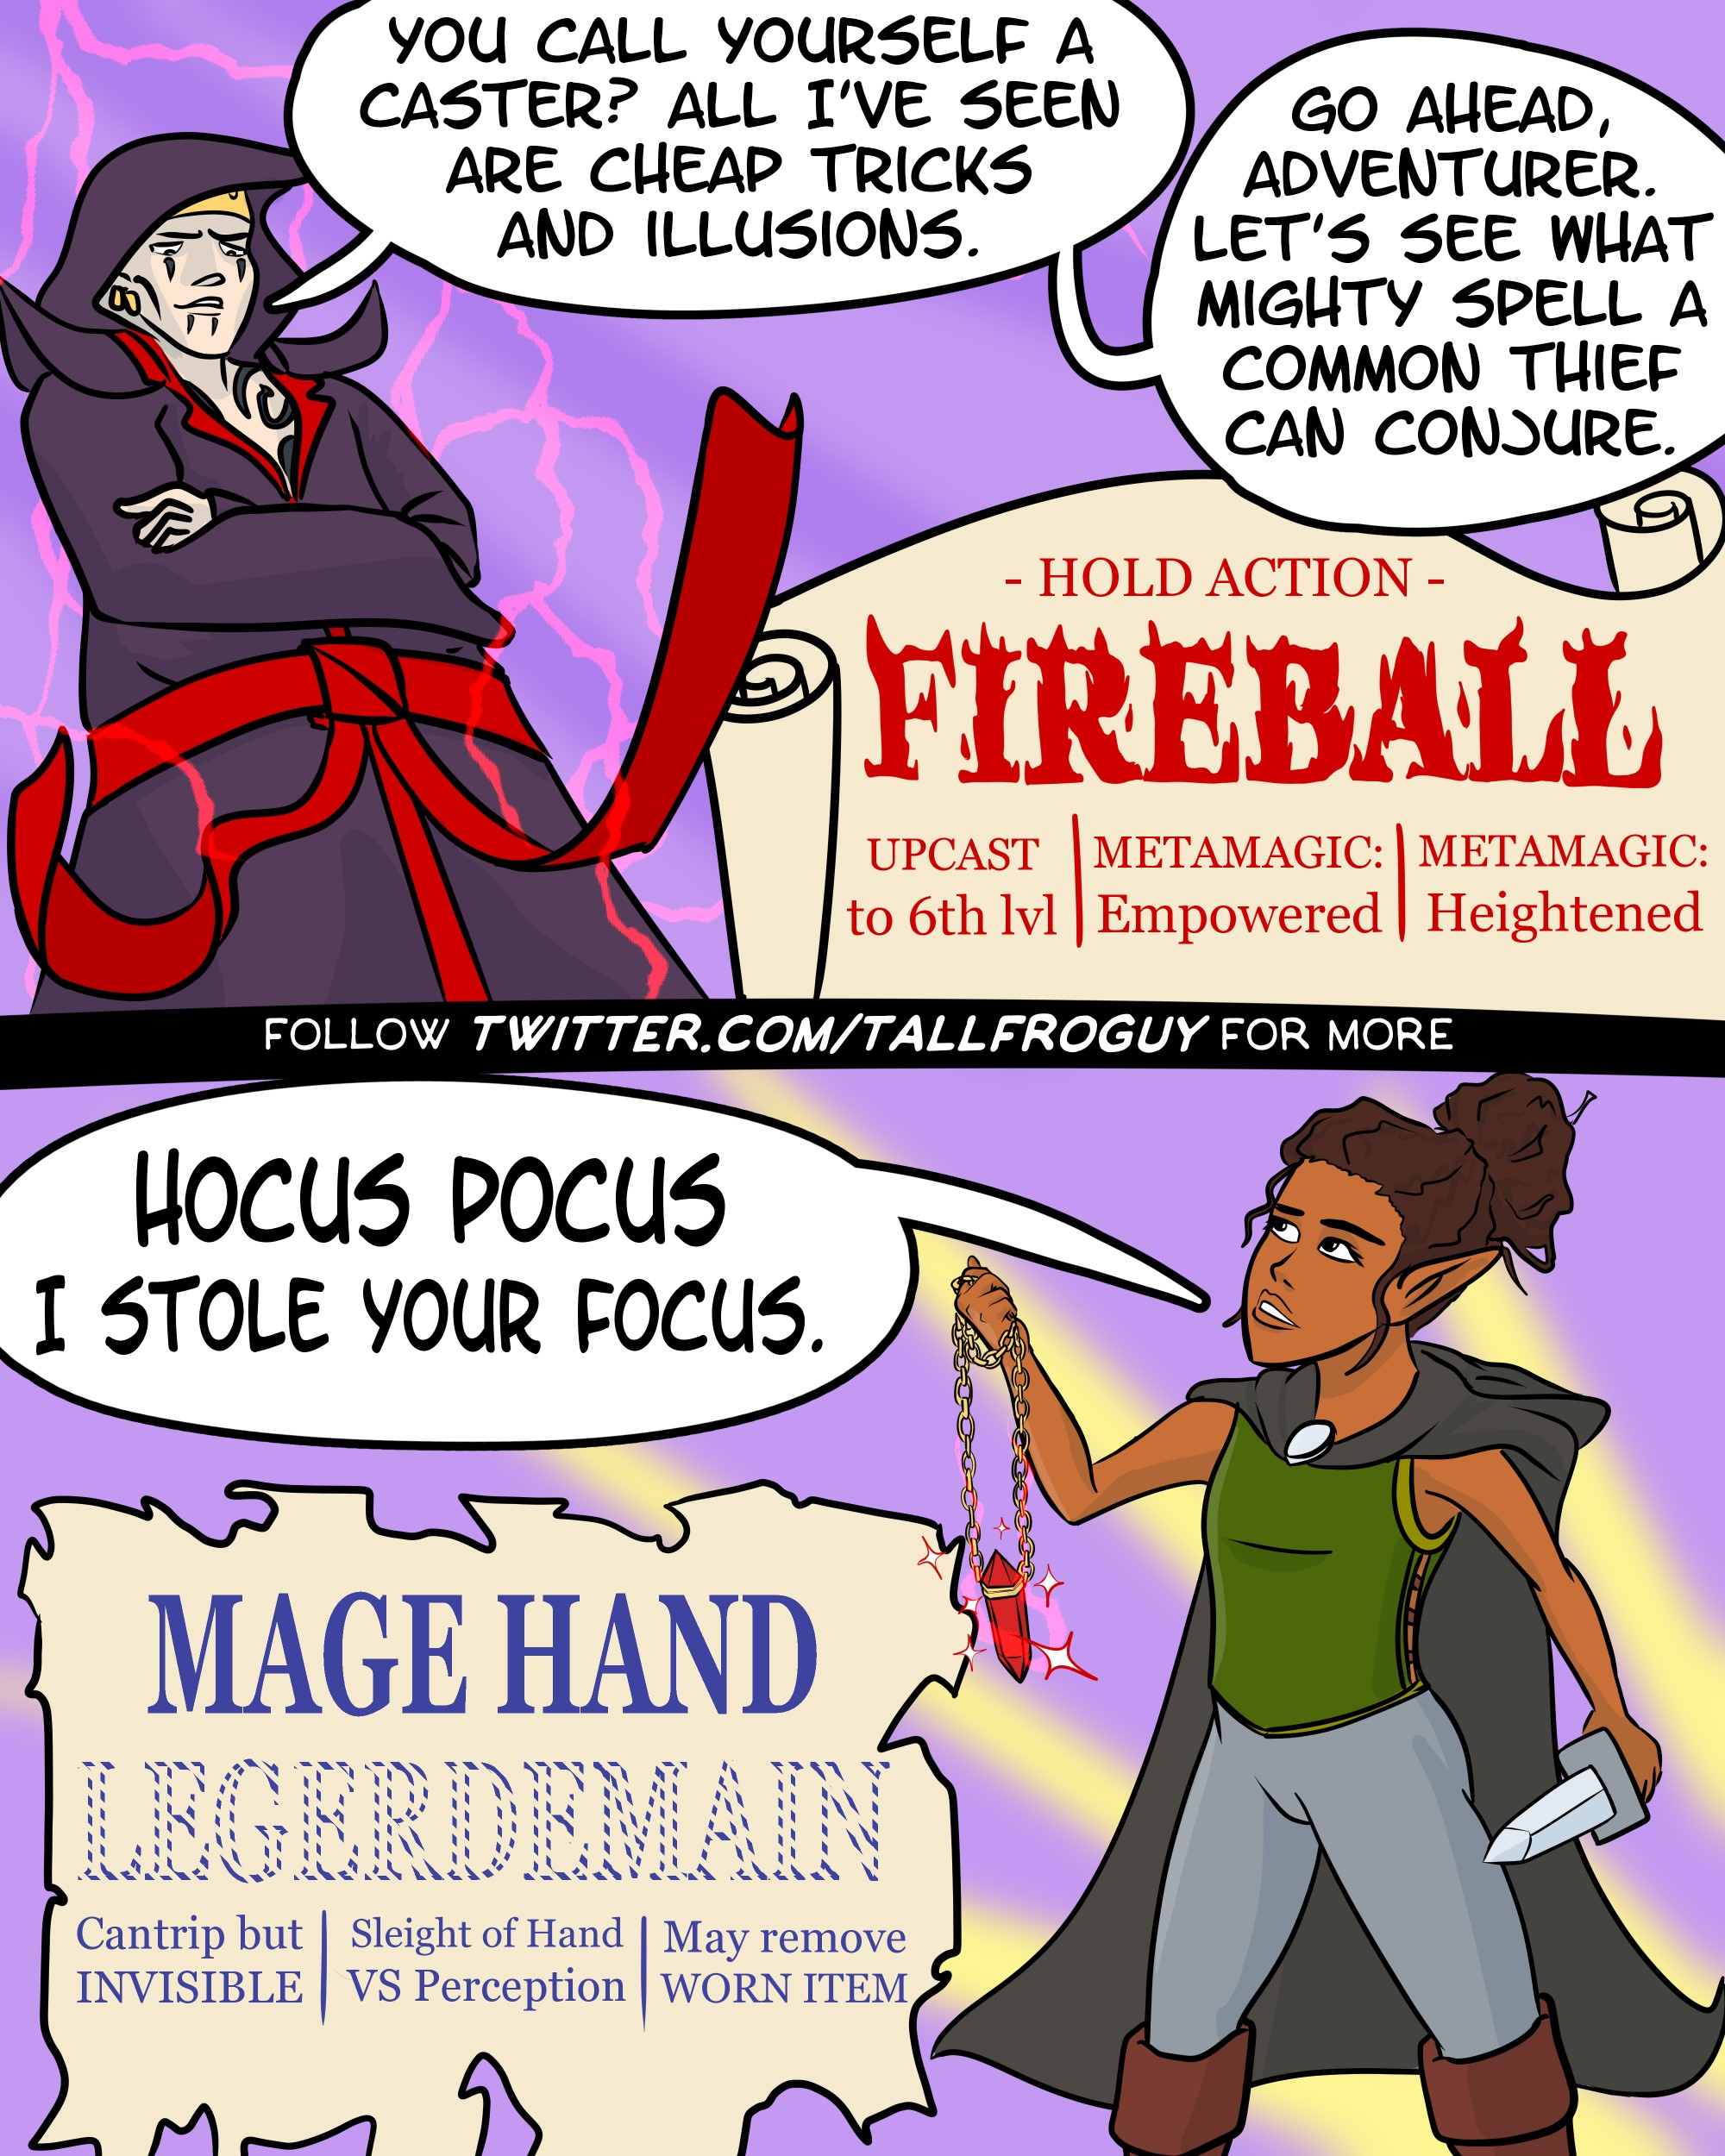 YOU CALL YOURSELF A
CASTER? ALL I'VE SEEN
ARE CHEAP TRICKS
AND ILLUSIONS.
GO AHEAD,
ADVENTURER.
LET'S SEE WHAT
MIGHTY SPELL A
COMMON THIEF
CAN CONJURE.
- HOLD ACTION -
FIREBALL
UPCAST
to 6th lvl
METAMAGIC:
Empowered
METAMAGIC:
Heightened
FOLLOW TWITTER.COM/TALLFROGUY FOR MORE
HOCUS POCUS
I STOLE YOUR FOCUS.
MAGE HAND
LEGERDEMAIN
Cantrip but
INVISIBLE
Sleight of Hand
VS Perception
May remove
WORN ITEM